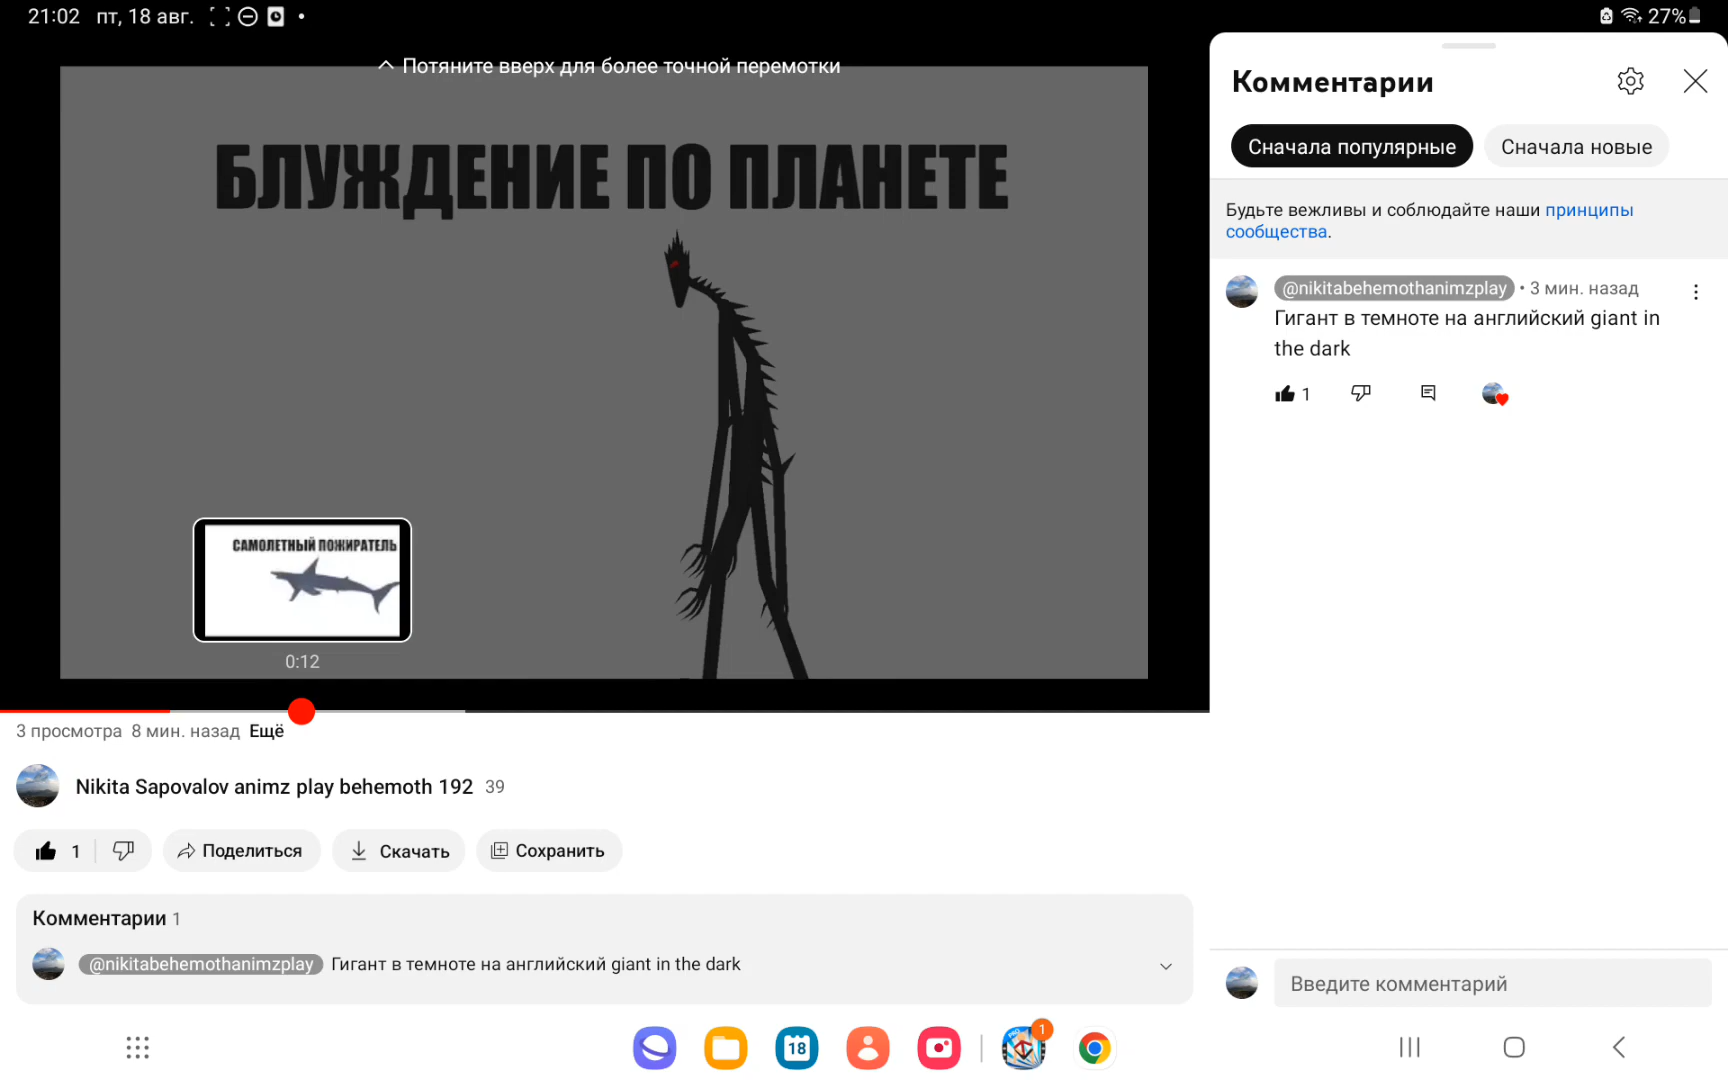 21:02 пт, 18 авг.
27%
Потяните вверх для более точной перемотки
БЛУЖДЕНИЕ ПО ПЛАНЕТЕ
САМОЛЕТНЫЙ ПОЖИРАТЕЛЬ
0:12
3 просмотра 8 мин. назад Ещё
Nikita Sapovalov animz play behemoth 192 39
1
Поделиться
Скачать
Сохранить
Комментарии 1
@nikitabehemothanimzplay Гигант в темноте на английский giant in the dark
Комментарии
Сначала популярные
Сначала новые
Будьте вежливы и соблюдайте наши принципы
сообщества.
@nikitabehemothanimzplay • 3 мин. назад
Гигант в темноте на английский giant in
the dark
1
Введите комментарий
18
1